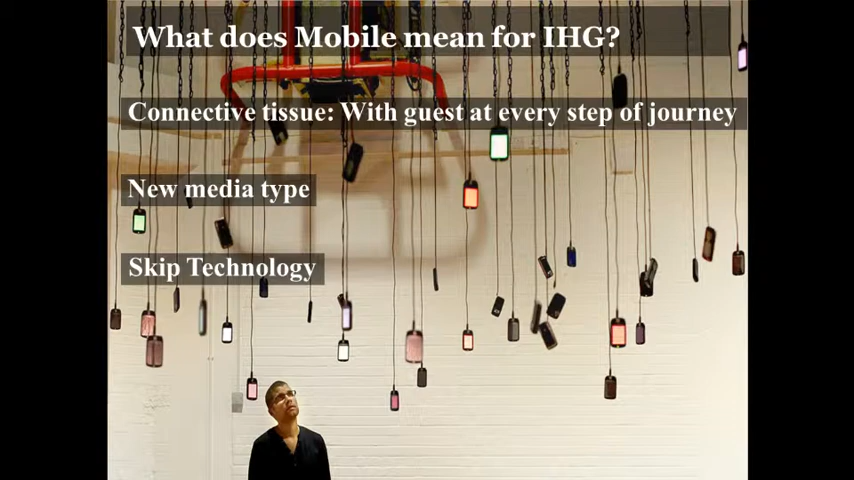 What does Mobile mean for IHG?
Connective tissue: With guest at every step of journey
New media type
Skip Technology